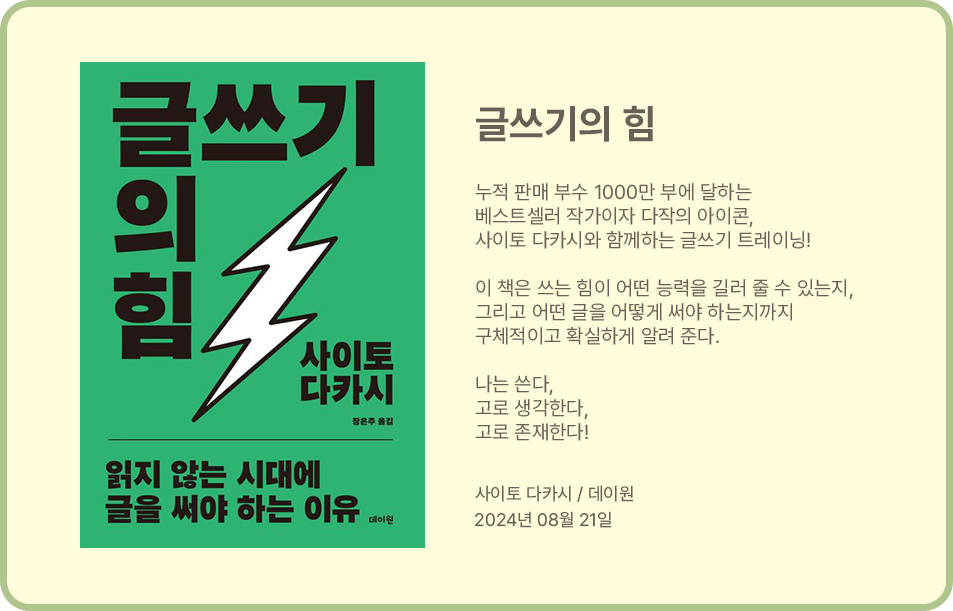 글쓰기
의
힘
사이토
다카시
장은주 옮김
읽지 않는 시대에
글을 써야 하는 이유
데이원
글쓰기의 힘
누적 판매 부수 1000만 부에 달하는
베스트셀러 작가이자 다작의 아이콘,
사이토 다카시와 함께하는 글쓰기 트레이닝!
이 책은 쓰는 힘이 어떤 능력을 길러 줄 수 있는지,
그리고 어떤 글을 어떻게 써야 하는지까지
구체적이고 확실하게 알려 준다.
나는 쓴다,
고로 생각한다,
고로 존재한다!
사이토 다카시 / 데이원
2024년 08월 21일